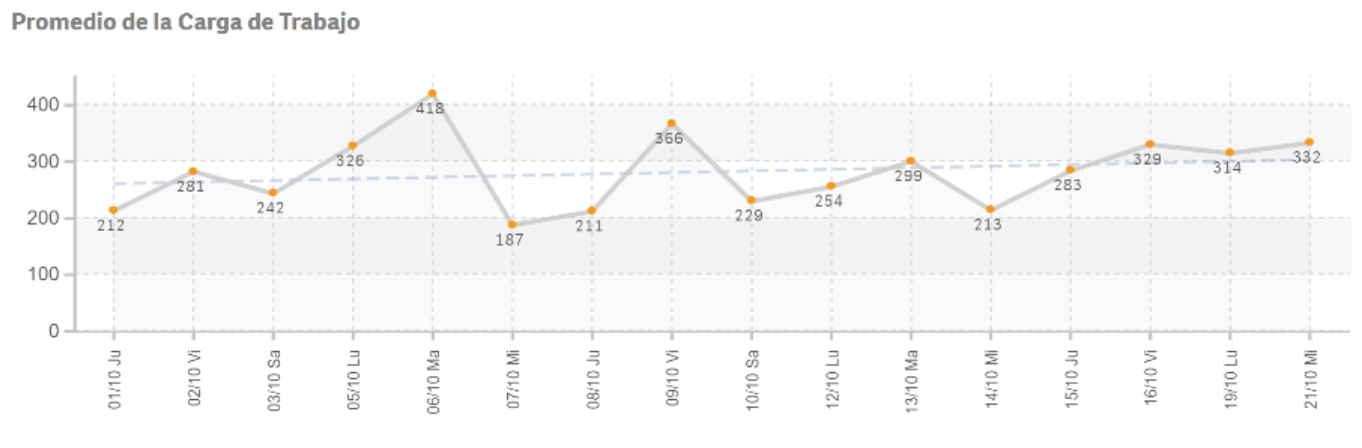 Promedio de la Carga de Trabajo
400
300
200
100
0
212
281
242
326
418
187
211
366
229
254
299
213
283
329
314
332
01/10 Ju
02/10 Vi
03/10 Sa
05/10 Lu
06/10 Ma
07/10 Mi
08/10 Ju
09/10 Vi
10/10 Sa
12/10 Lu
13/10 Ma
14/10 Mi
15/10 Ju
16/10 Vi
19/10 Lu
21/10 Mi